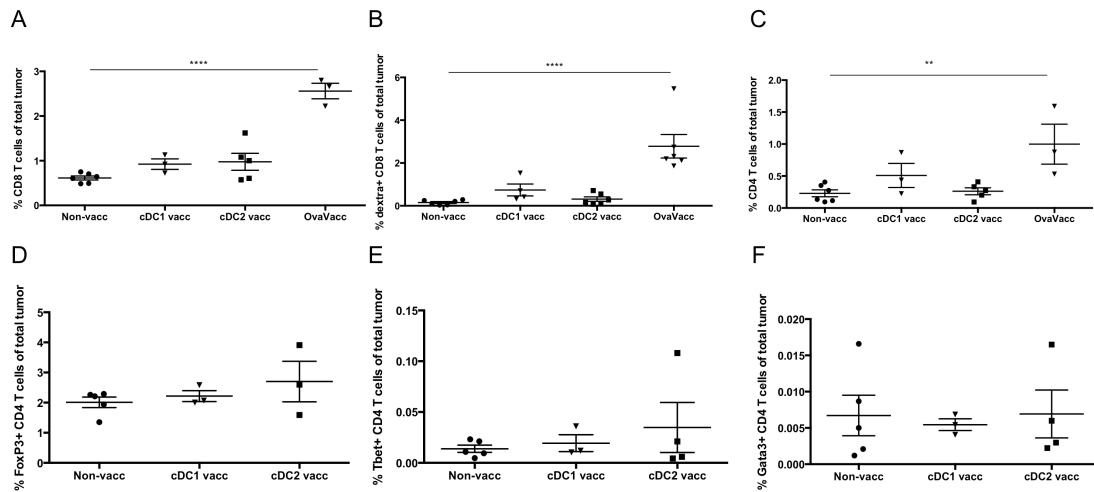 A
B
C
****
****
**
% CD8 T cells of total tumor
3
2
1
0
Non-vacc
cDC1 vacc
cDC2 vacc
OvaVacc
% dextra+ CD8 T cells of total tumor
6
4
2
0
Non-vacc
cDC1 vacc
cDC2 vacc
OvaVacc
% CD4 T cells of total tumor
2.0
1.5
1.0
0.5
0.0
Non-vacc
cDC1 vacc
cDC2 vacc
OvaVacc
D
E
F
% FoxP3+ CD4 T cells of total tumor
5
4
3
2
1
0
Non-vacc
cDC1 vacc
cDC2 vacc
% Tbet+ CD4 T cells of total tumor
0.15
0.10
0.05
0.00
Non-vacc
cDC1 vacc
cDC2 vacc
% Gata3+ CD4 T cells of total tumor
0.020
0.015
0.010
0.005
0.000
Non-vacc
cDC1 vacc
cDC2 vacc